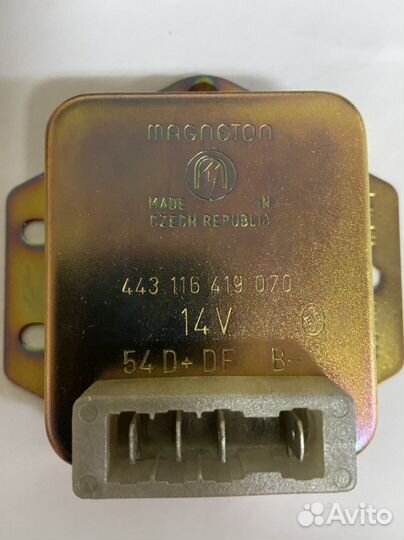 MAGNETON
MADE IN
CZECH REPUBLIC
443 116 419 070
14V
54 D+ DF B-
Avito